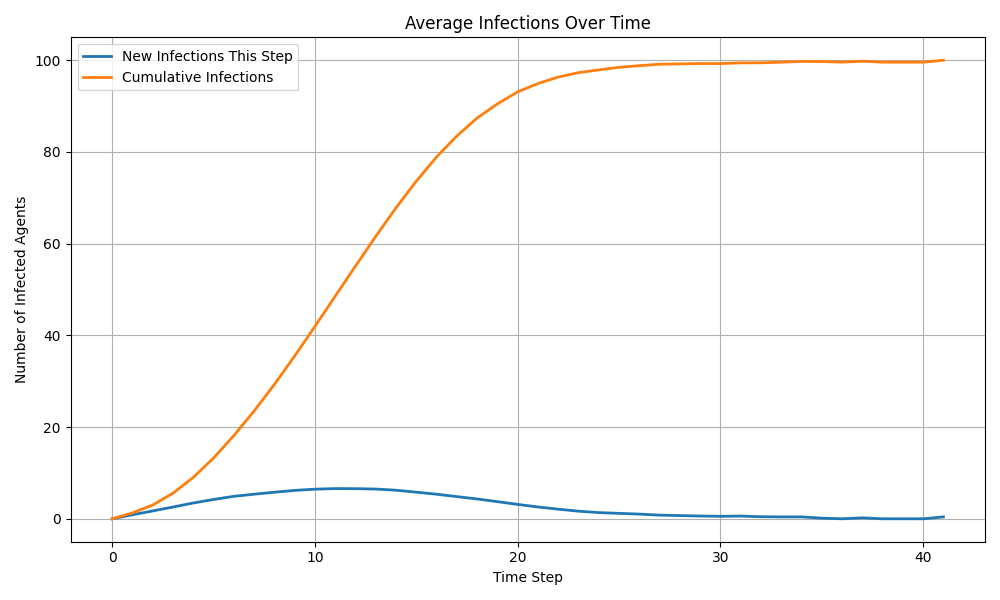 Average Infections Over Time
New Infections This Step
Cumulative Infections
100
80
60
40
20
0
Number of Infected Agents
0 10 20 30 40
Time Step